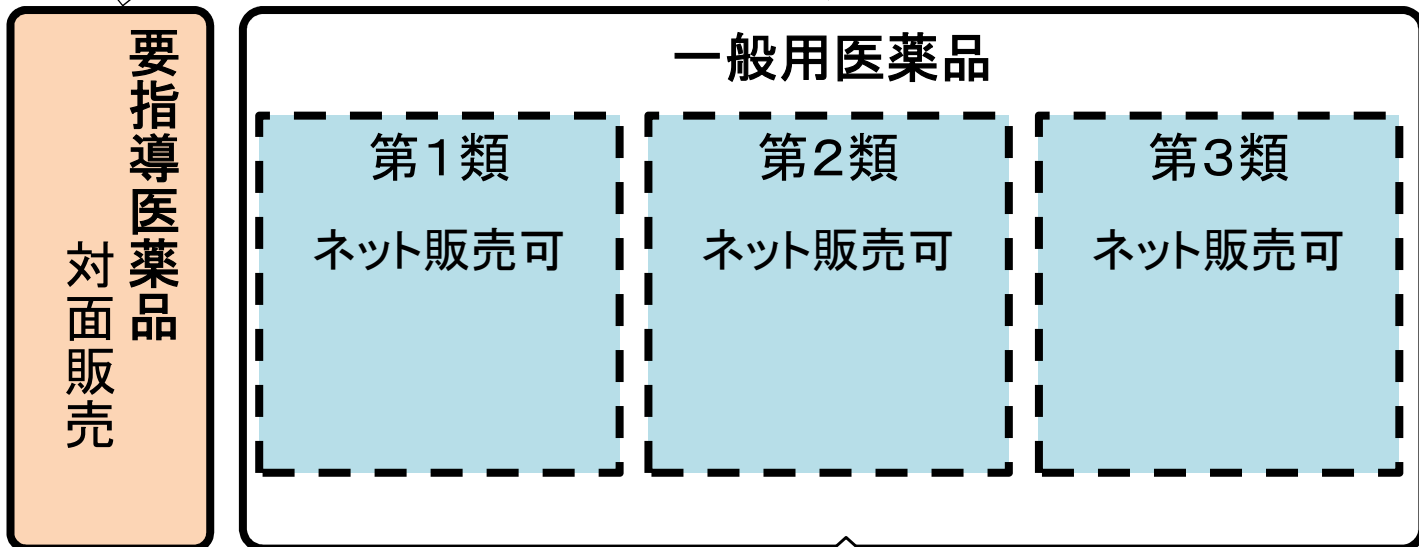 要指導医薬品
対面販売
一般用医薬品
第１類
ネット販売可
第２類
ネット販売可
第３類
ネット販売可